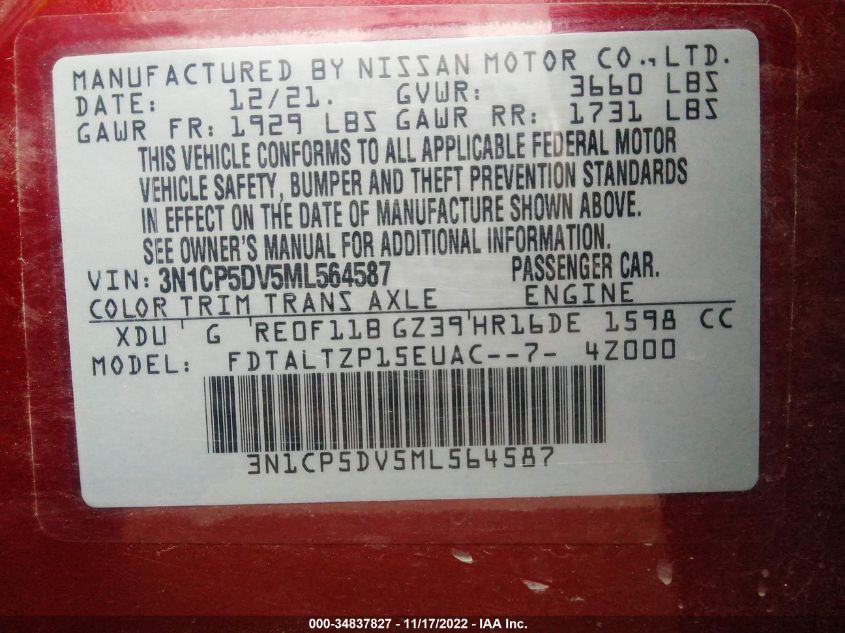 MANUFACTURED BY NISSAN MOTOR CO., LTD.
DATE: 12/21. GVWR: 3660 LBS
GAWR FR: 1929 LBS GAWR RR: 1731 LBS
THIS VEHICLE CONFORMS TO ALL APPLICABLE FEDERAL MOTOR
VEHICLE SAFETY, BUMPER AND THEFT PREVENTION STANDARDS
IN EFFECT ON THE DATE OF MANUFACTURE SHOWN ABOVE.
SEE OWNER'S MANUAL FOR ADDITIONAL INFORMATION.
VIN: 3N1CP5DV5ML564587 PASSENGER CAR.
COLOR TRIM TRANS AXLE ENGINE
XDU G RE0F11B GZ39 HR16DE 1598 CC
MODEL: FDTALTZP15EUAC--7- 4Z000
3N1CP5DV5ML564587
000-34837827 - 11/17/2022 - IAA Inc.